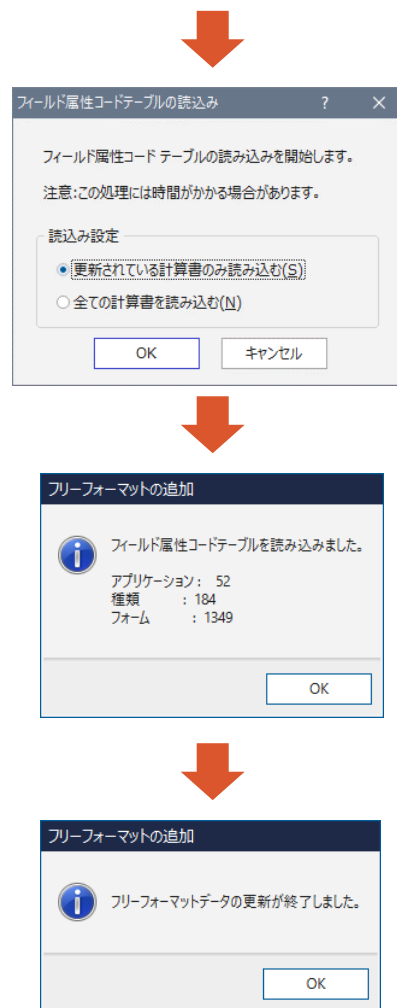 フィールド属性コードテーブルの読込み ? ×
フィールド属性コード テーブルの読み込みを開始します。
注意:この処理には時間がかかる場合があります。
読込み設定
更新されている計算書のみ読み込む(S)
全ての計算書を読み込む(N)
OK キャンセル
フリーフォーマットの追加
フィールド属性コードテーブルを読み込みました。
アプリケーション : 52
種類 : 184
フォーム : 1349
OK
フリーフォーマットの追加
フリーフォーマットデータの更新が終了しました。
OK